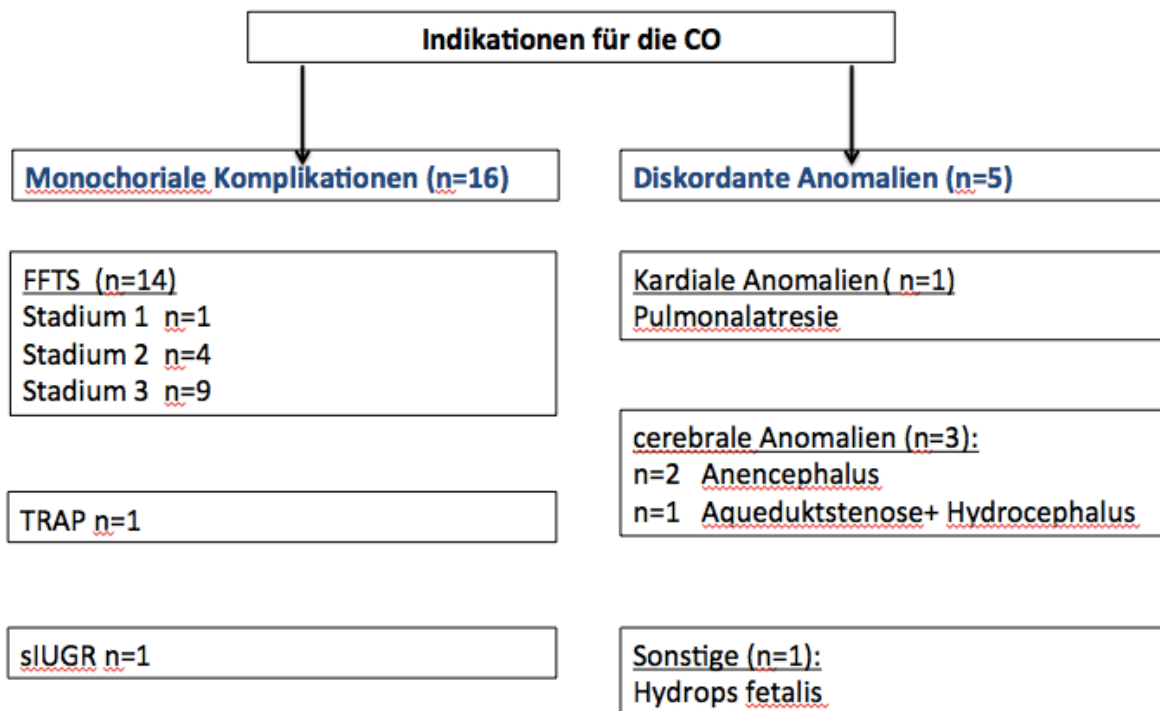 Indikationen für die CO
Monochoriale Komplikationen (n=16)
FFTS (n=14)
Stadium 1 n=1
Stadium 2 n=4
Stadium 3 n=9
TRAP n=1
sIUGR n=1
Diskordante Anomalien (n=5)
Kardiale Anomalien ( n=1)
Pulmonalatresie
cerebrale Anomalien (n=3):
n=2 Anencephalus
n=1 Aqueduktstenose+ Hydrocephalus
Sonstige (n=1):
Hydrops fetalis